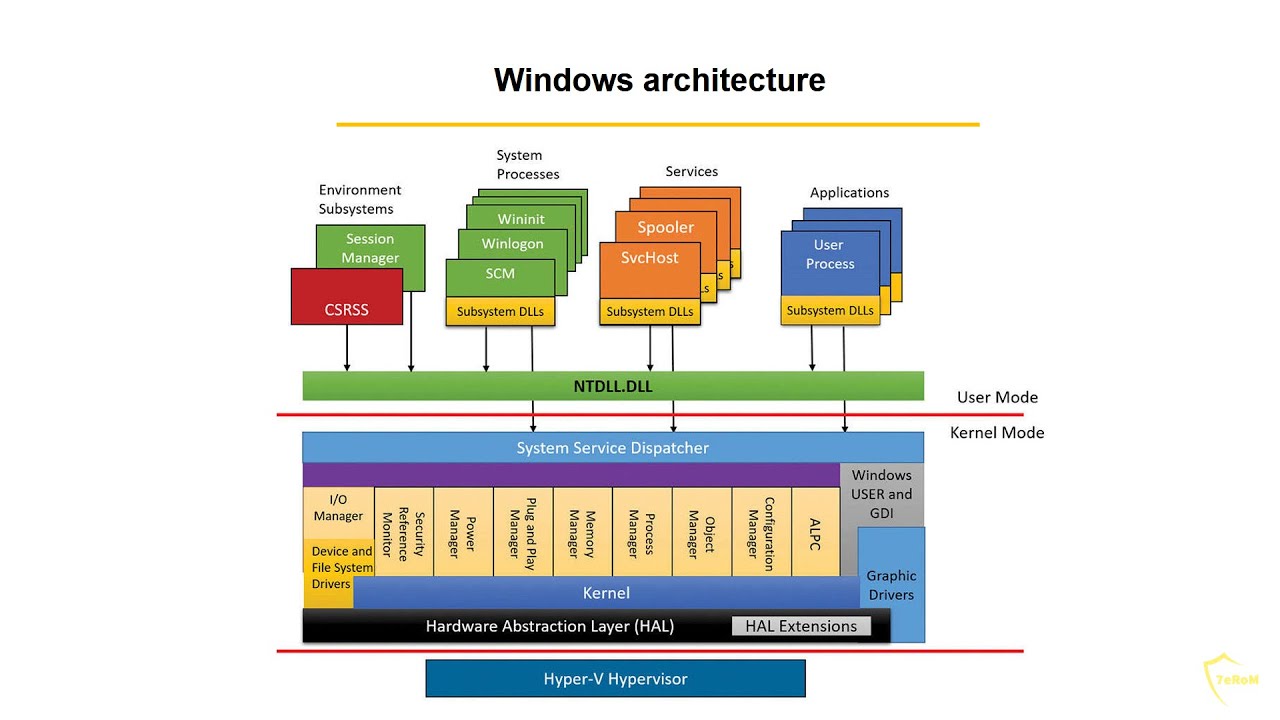 Windows architecture
System
Processes
Services
Environment
Subsystems
Applications
Session
Manager
CSRSS
Wininit
Winlogon
SCM
Subsystem DLLs
Spooler
SvcHost
Subsystem DLLs
s
s
Ls
User
Process
Subsystem DLLs
NTDLL.DLL
User Mode
Kernel Mode
System Service Dispatcher
I/O
Manager
Security
Reference
Monitor
Power
Manager
Plug and Play
Manager
Memory
Manager
Process
Manager
Object
Manager
Configuration
Manager
ALPC
Windows
USER and
GDI
Device and
File System
Drivers
Graphic
Drivers
Kernel
Hardware Abstraction Layer (HAL)
HAL Extensions
Hyper-V Hypervisor
7eRoM